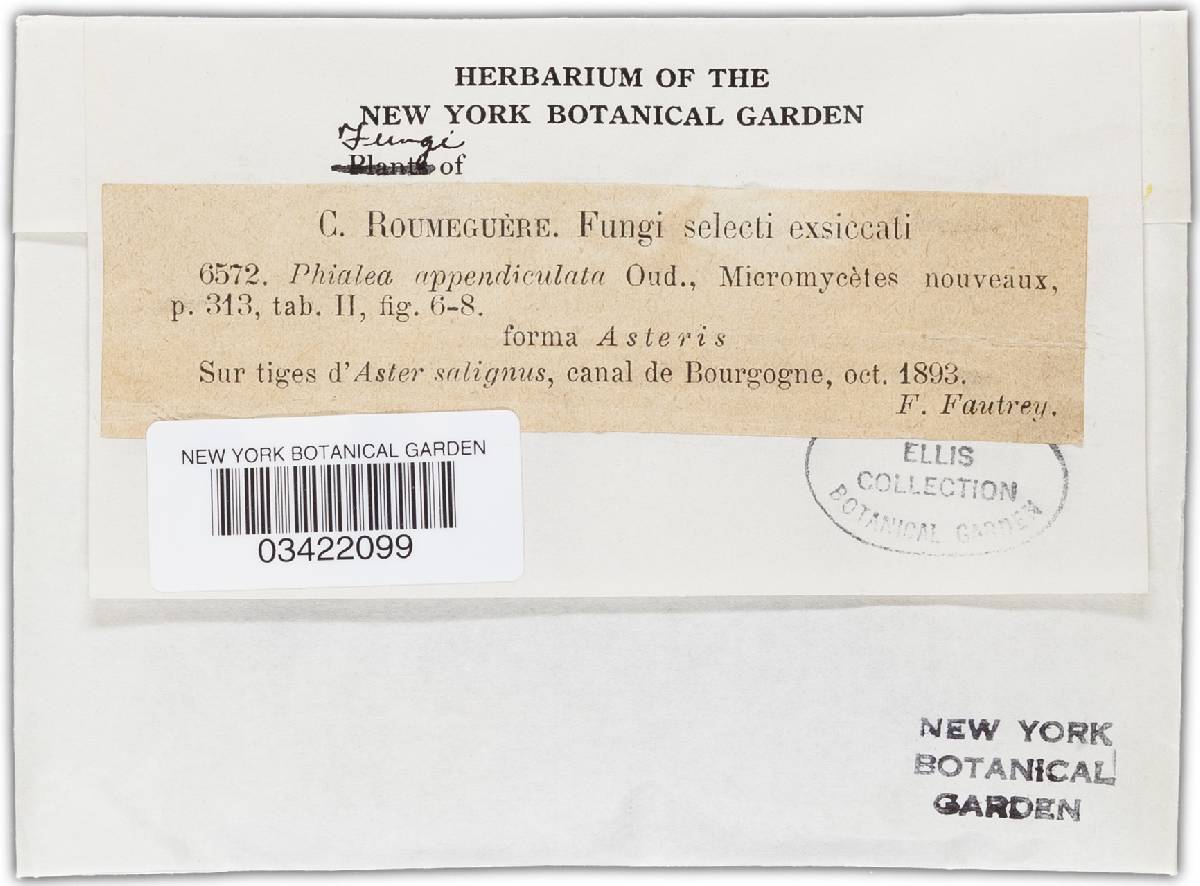 HERBARIUM OF THE
NEW YORK BOTANICAL GARDEN
Fungi
Plants of
C. ROUMEGUÈRE. Fungi selecti exsiccati
6572. Phialea appendiculata Oud., Micromycètes nouveaux,
p. 313, tab. II, fig. 6-8.
forma Asteris
Sur tiges d'Aster salignus, canal de Bourgogne, oct. 1893.
F. Fautrey.
NEW YORK BOTANICAL GARDEN
03422099
ELLIS
COLLECTION
BOTANICAL GARDEN
NEW YORK
BOTANICAL
GARDEN